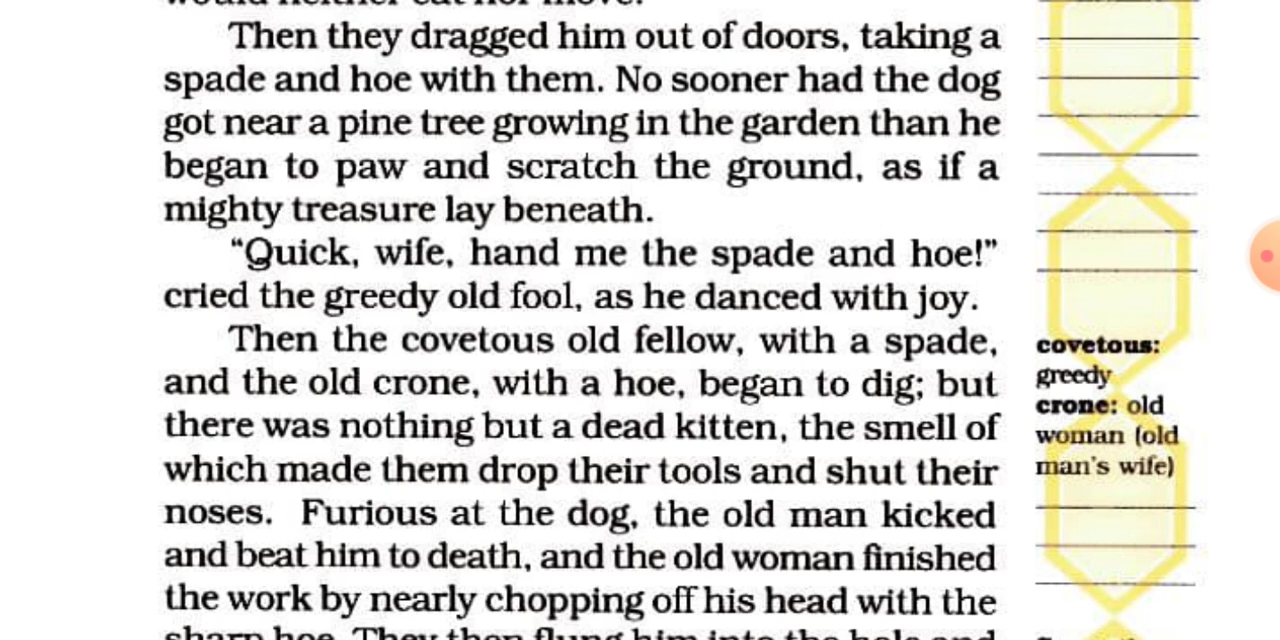 would neither eat nor move.
Then they dragged him out of doors, taking a
spade and hoe with them. No sooner had the dog
got near a pine tree growing in the garden than he
began to paw and scratch the ground, as if a
mighty treasure lay beneath.
“Quick, wife, hand me the spade and hoe!”
cried the greedy old fool, as he danced with joy.
Then the covetous old fellow, with a spade,
and the old crone, with a hoe, began to dig; but
there was nothing but a dead kitten, the smell of
which made them drop their tools and shut their
noses. Furious at the dog, the old man kicked
and beat him to death, and the old woman finished
the work by nearly chopping off his head with the
sharp hoe. They then flung him into the hole and
covetous:
greedy
crone: old
woman (old
man's wife)